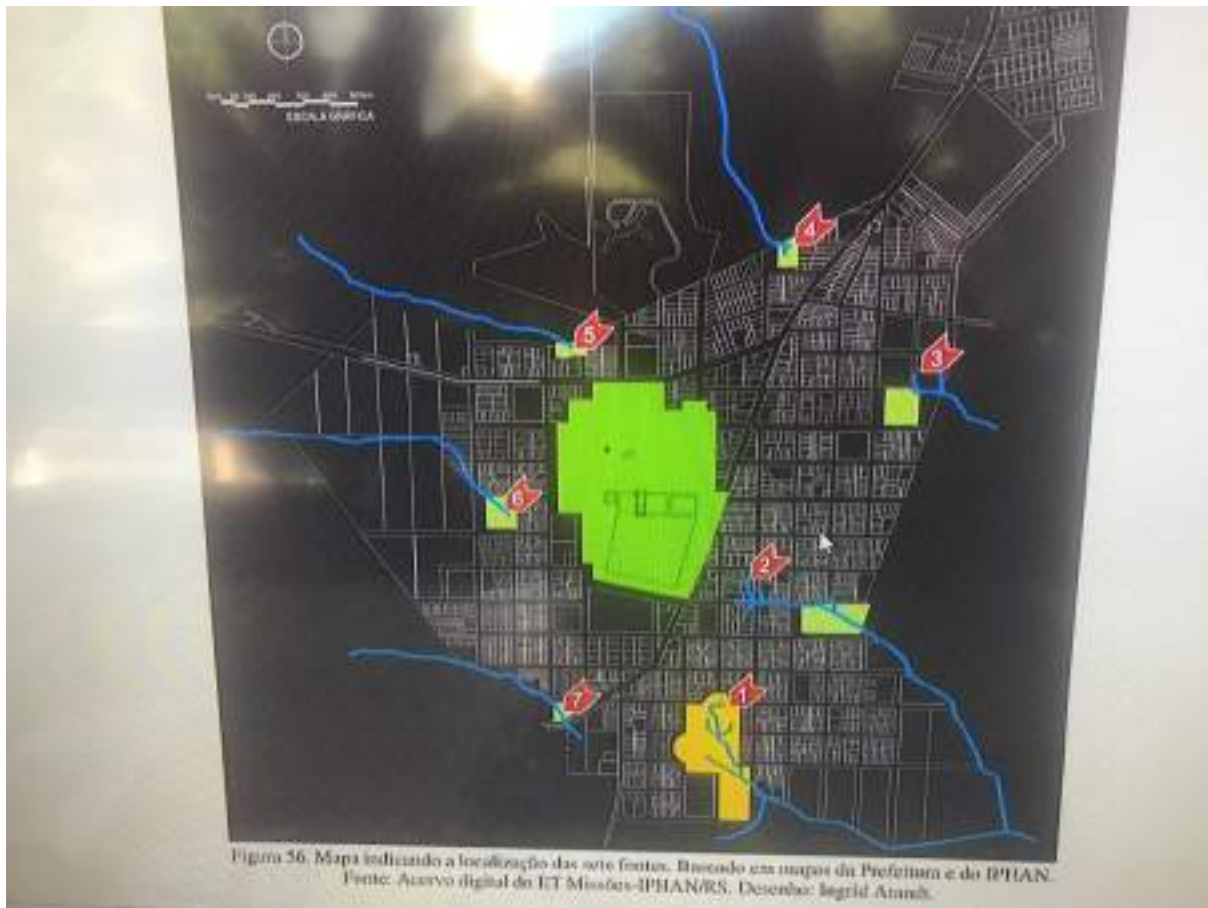 ESCALA GRÁFICA
4
5
3
6
2
7
1
Figura 56. Mapa indicando a localização das sete fontes. Baseado em mapas da Prefeitura e do IPHAN.
Fonte: Acervo digital do ET Missões-IPHAN/RS. Desenho: Ingrid Arandt.